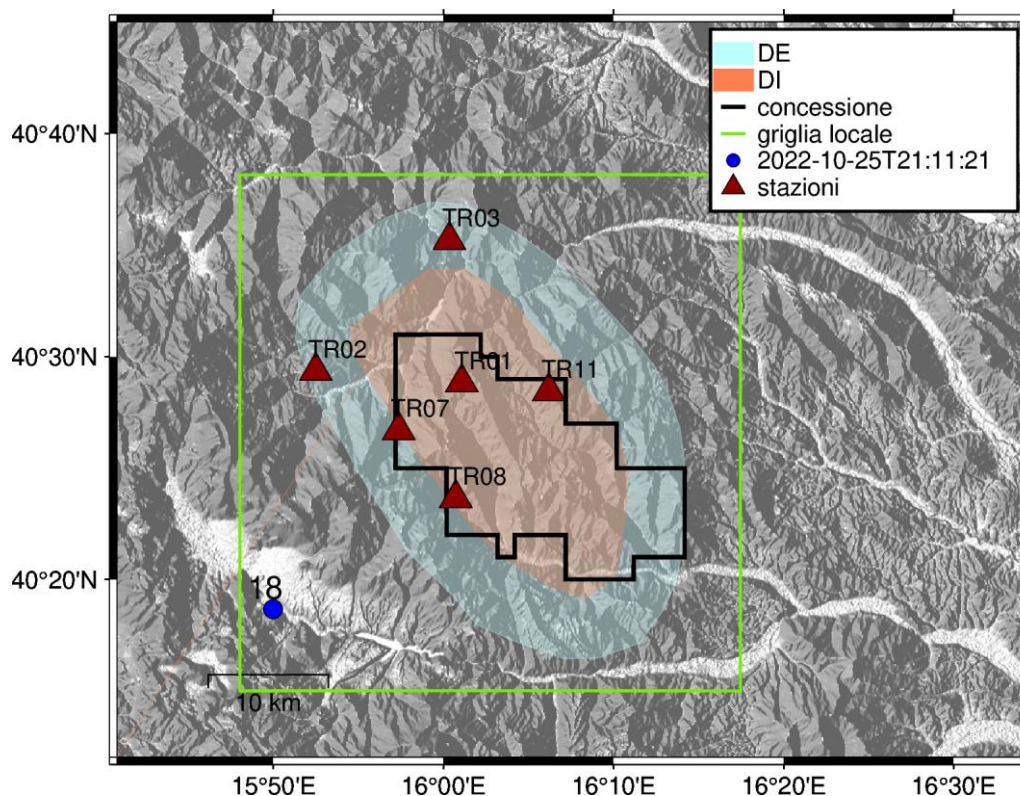 DE
DI
concessione
griglia locale
2022-10-25T21:11:21
stazioni
40°40'N
TR03
40°30'N
TR02
TR01
TR11
TR07
TR08
40°20'N
18
10 km
15°50'E
16°00'E
16°10'E
16°20'E
16°30'E